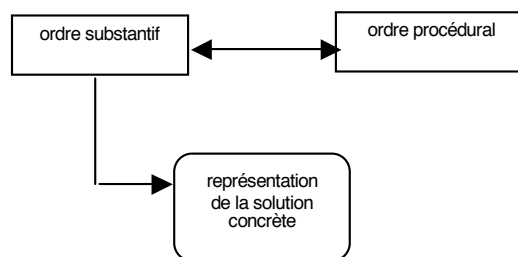 ordre substantif
ordre procédural
représentation
de la solution
concrète